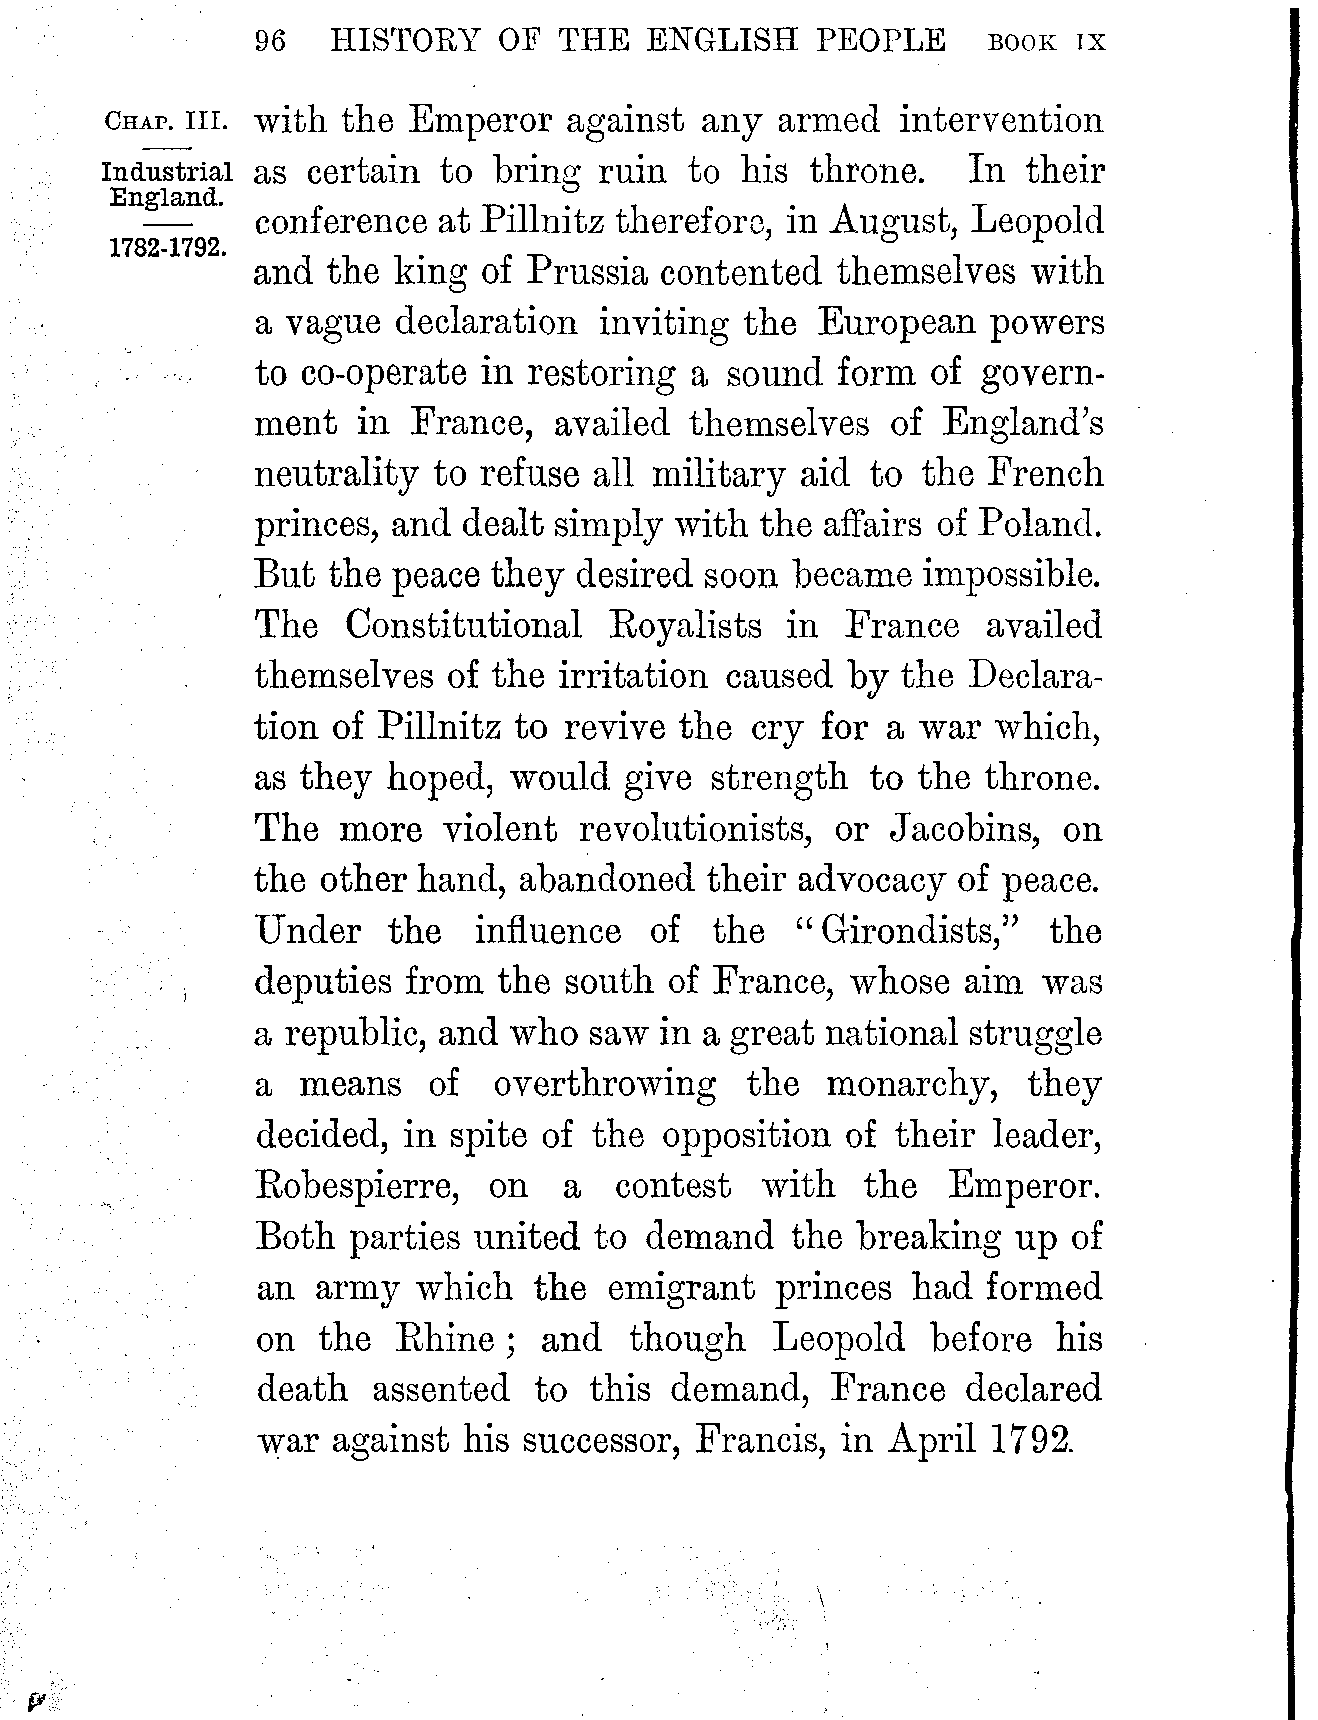 96 HISTORY OF THE ENGLISH PEOPLE BOOK IX
CHAP. III.
Industrial
England.
1782-1792.
with the Emperor against any armed intervention
as certain to bring ruin to his throne. In their
conference at Pillnitz therefore, in August, Leopold
and the king of Prussia contented themselves with
a vague declaration inviting the European powers
to co-operate in restoring a sound form of govern-
ment in France, availed themselves of England's
neutrality to refuse all military aid to the French
princes, and dealt simply with the affairs of Poland.
But the peace they desired soon became impossible.
The Constitutional Royalists in France availed
themselves of the irritation caused by the Declara-
tion of Pillnitz to revive the cry for a war which,
as they hoped, would give strength to the throne.
The more violent revolutionists, or Jacobins, on
the other hand, abandoned their advocacy of peace.
Under the influence of the "Girondists," the
deputies from the south of France, whose aim was
a republic, and who saw in a great national struggle
a means of overthrowing the monarchy, they
decided, in spite of the opposition of their leader,
Robespierre, on a contest with the Emperor.
Both parties united to demand the breaking up of
an army which the emigrant princes had formed
on the Rhine ; and though Leopold before his
death assented to this demand, France declared
war against his successor, Francis, in April 1792.